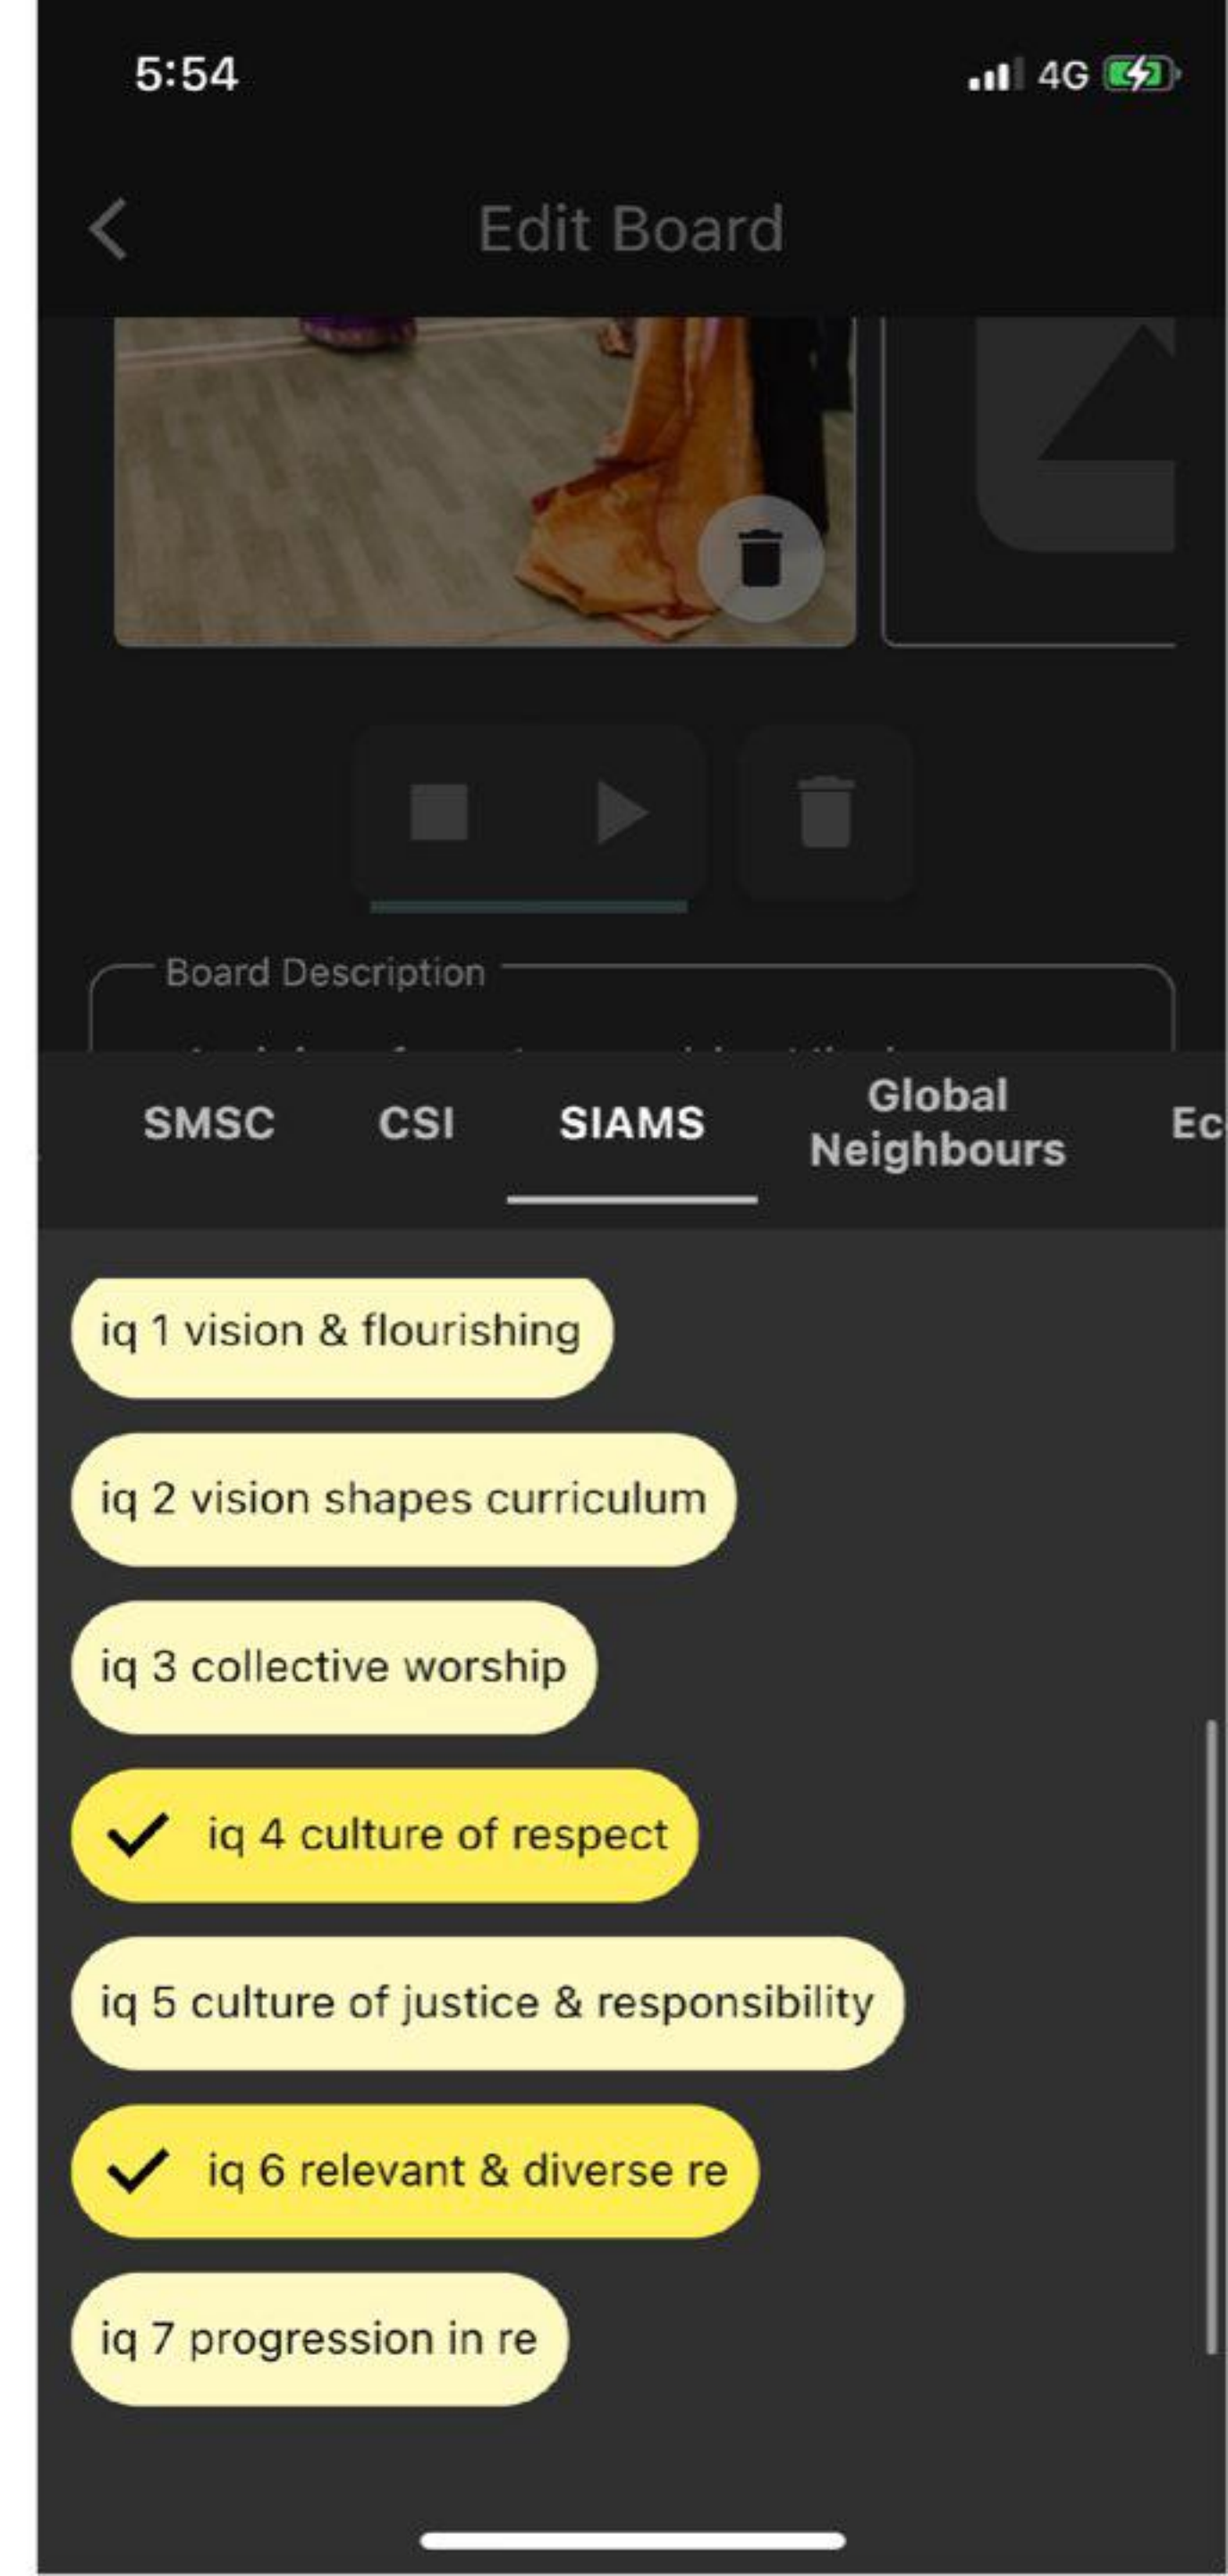 5:54
4G
Edit Board
Board Description
SMSC
CSI
SIAMS
Global
Neighbours
Ec
iq 1 vision & flourishing
iq 2 vision shapes curriculum
iq 3 collective worship
iq 4 culture of respect
iq 5 culture of justice & responsibility
iq 6 relevant & diverse re
iq 7 progression in re